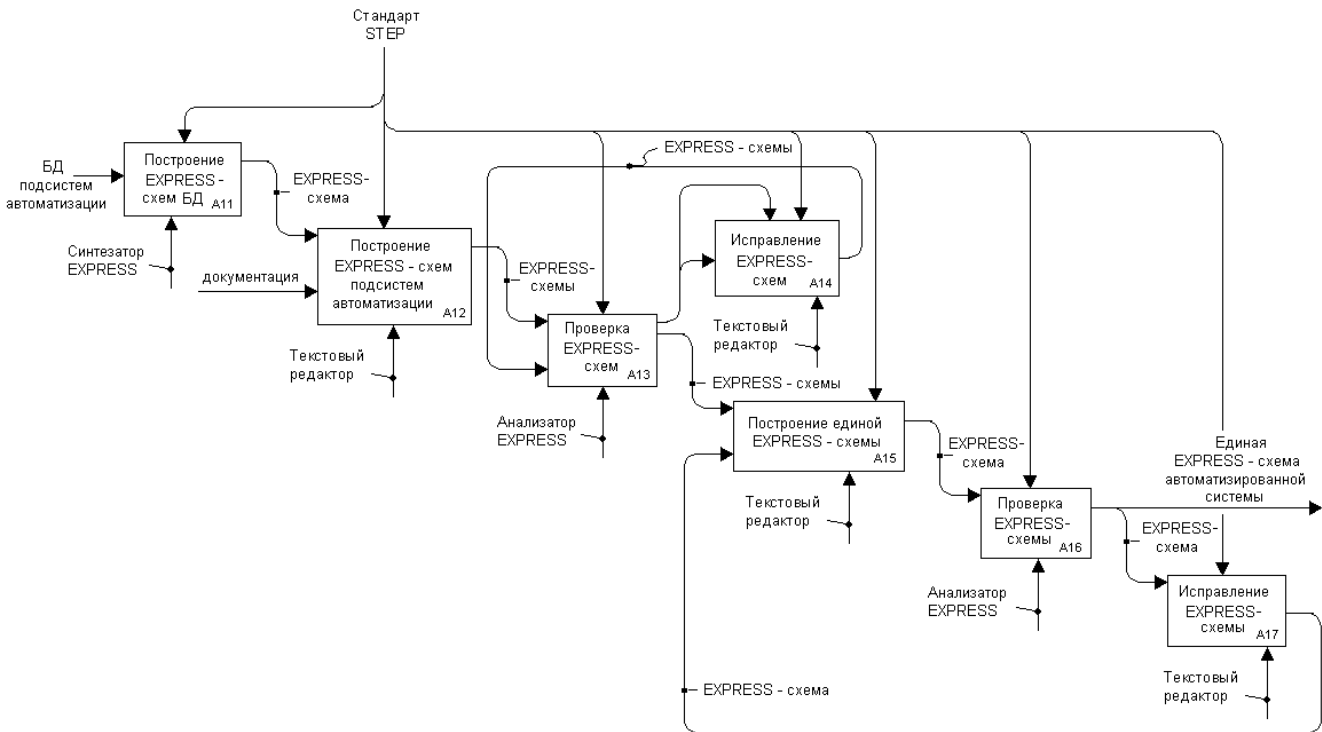 Стандарт
STEP
EXPRESS - схемы
БД
подсистем
автоматизации
Построение
EXPRESS -
схем БД
A11
EXPRESS-
схема
Синтезатор
EXPRESS
документация
Построение
EXPRESS - схем
подсистем
автоматизации
A12
Текстовый
редактор
EXPRESS-
схемы
Исправление
EXPRESS-
схем
A14
Текстовый
редактор
Проверка
EXPRESS-
схем
A13
Анализатор
EXPRESS
EXPRESS - схемы
Построение единой
EXPRESS - схемы
A15
Текстовый
редактор
EXPRESS-
схема
Единая
EXPRESS - схема
автоматизированной
системы
Проверка
EXPRESS-
схемы
A16
Анализатор
EXPRESS
EXPRESS-
схема
Исправление
EXPRESS-
схемы
A17
Текстовый
редактор
EXPRESS - схема